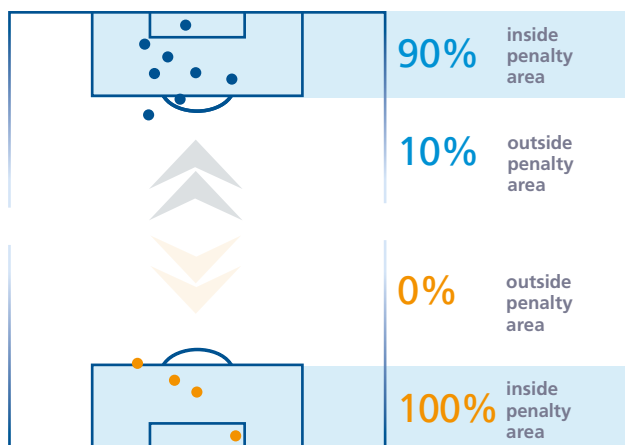 90%
inside
penalty
area
10%
outside
penalty
area
0%
outside
penalty
area
100%
inside
penalty
area